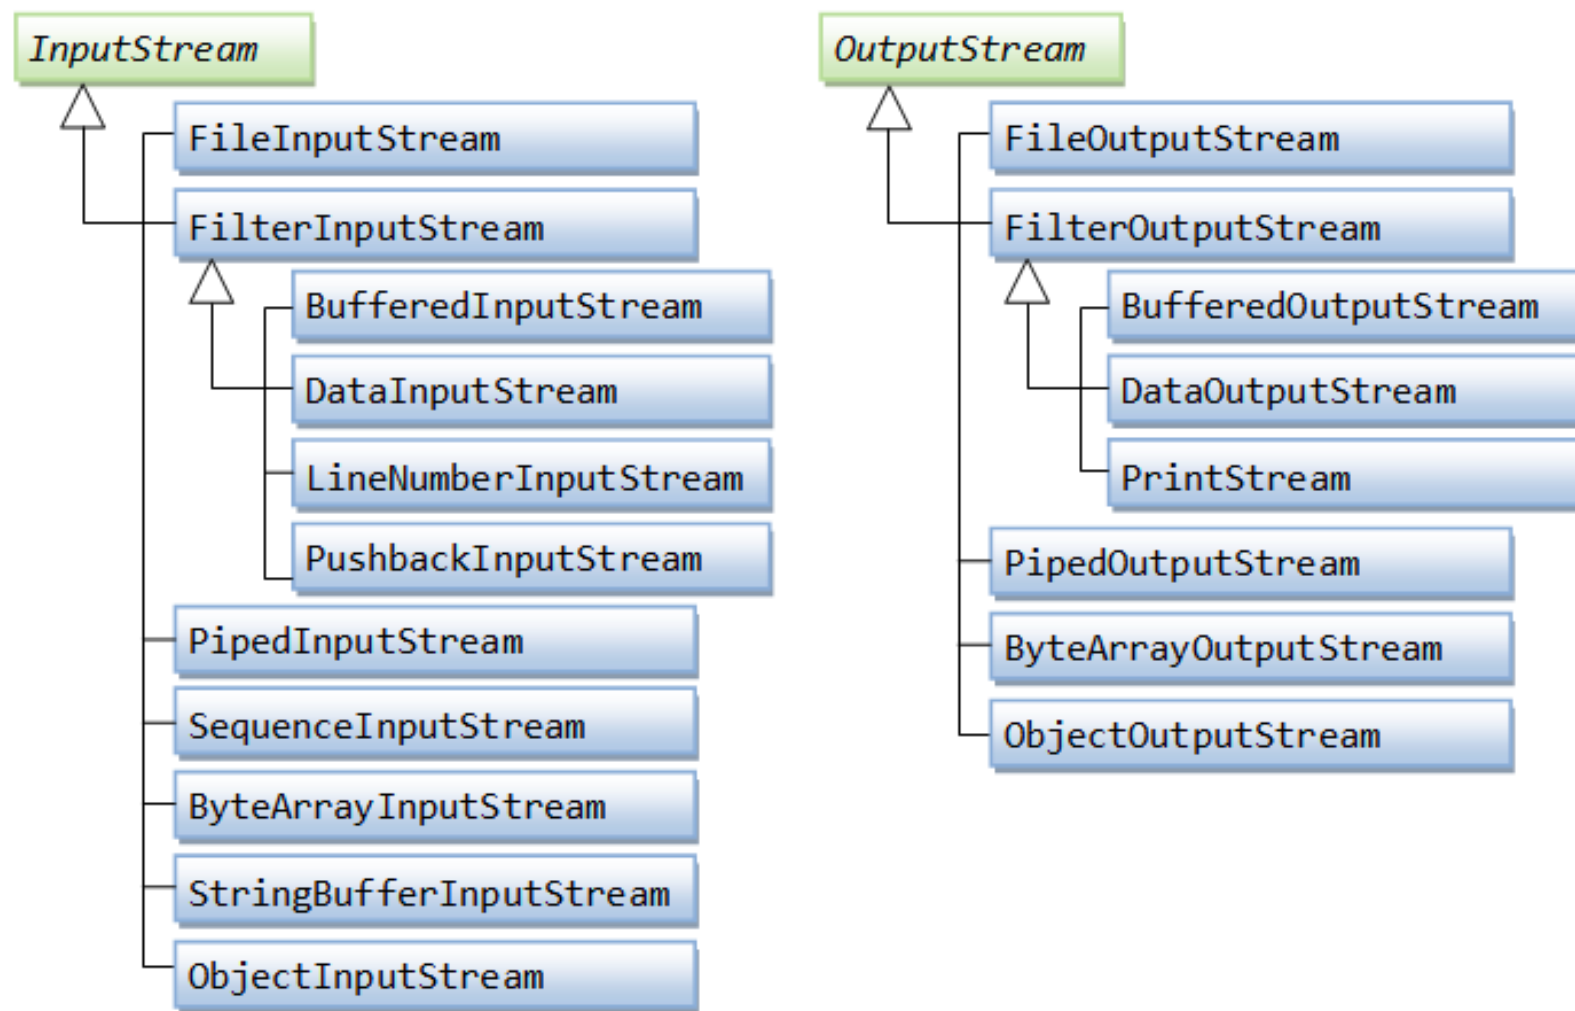 InputStream
FileInputStream
FilterInputStream
BufferedInputStream
DataInputStream
LineNumberInputStream
PushbackInputStream
PipedInputStream
SequenceInputStream
ByteArrayInputStream
StringBufferInputStream
ObjectInputStream
OutputStream
FileOutputStream
FilterOutputStream
BufferedOutputStream
DataOutputStream
PrintStream
PipedOutputStream
ByteArrayOutputStream
ObjectOutputStream